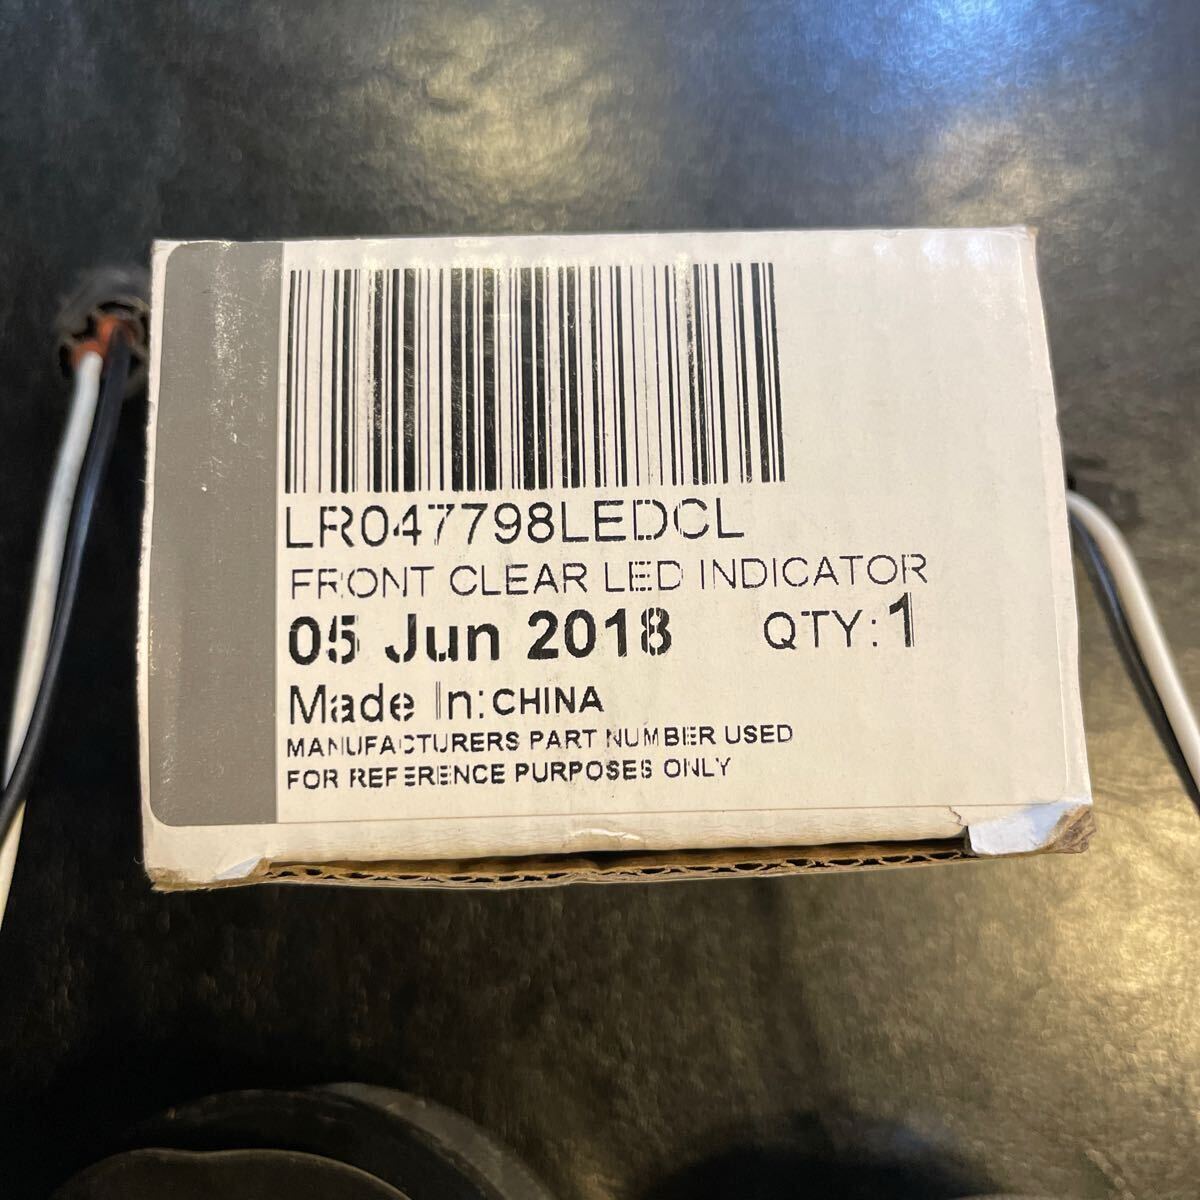 LR047798LEDCL
FRONT CLEAR LED INDICATOR
05 Jun 2018 QTY: 1
Made In: CHINA
MANUFACTURERS PART NUMBER USED
FOR REFERENCE PURPOSES ONLY